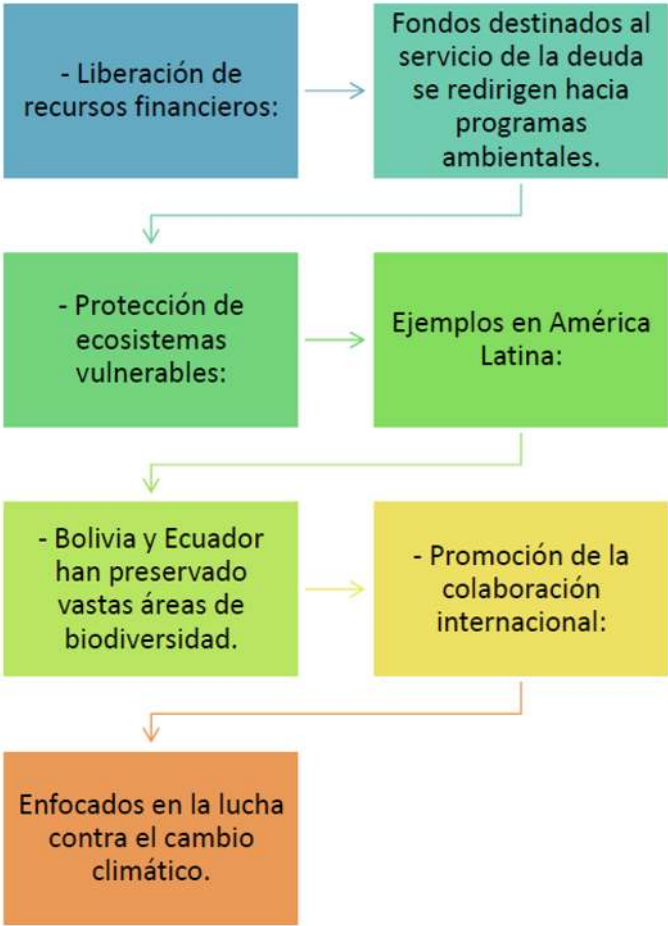 - Liberación de
recursos financieros:
Fondos destinados al
servicio de la deuda
se redirigen hacia
programas
ambientales.
- Protección de
ecosistemas
vulnerables:
Ejemplos en América
Latina:
- Bolivia y Ecuador
han preservado
vastas áreas de
biodiversidad.
- Promoción de la
colaboración
internacional:
Enfocados en la lucha
contra el cambio
climático.